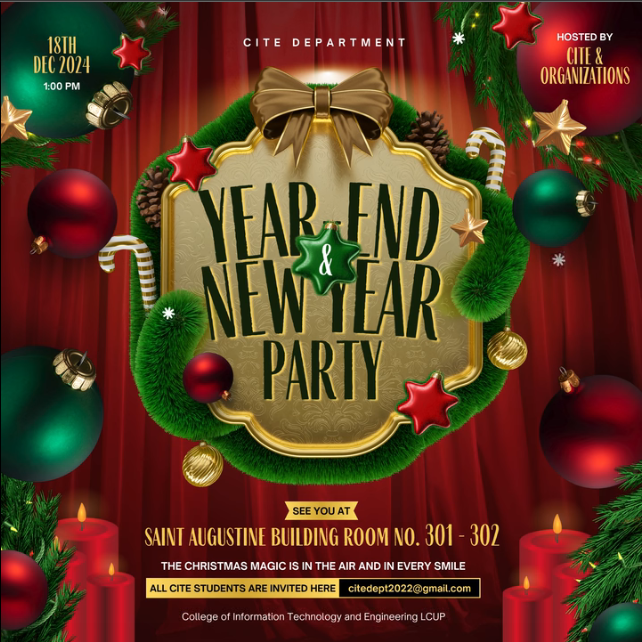 18TH
DEC 2024
1:00 PM
CITE DEPARTMENT
HOSTED BY
CITE &
ORGANIZATIONS
YEAR-END
&
NEW YEAR
PARTY
SEE YOU AT
SAINT AUGUSTINE BUILDING ROOM NO. 301 - 302
THE CHRISTMAS MAGIC IS IN THE AIR AND IN EVERY SMILE
ALL CITE STUDENTS ARE INVITED HERE citedept2022@gmail.com
College of Information Technology and Engineering LCUP